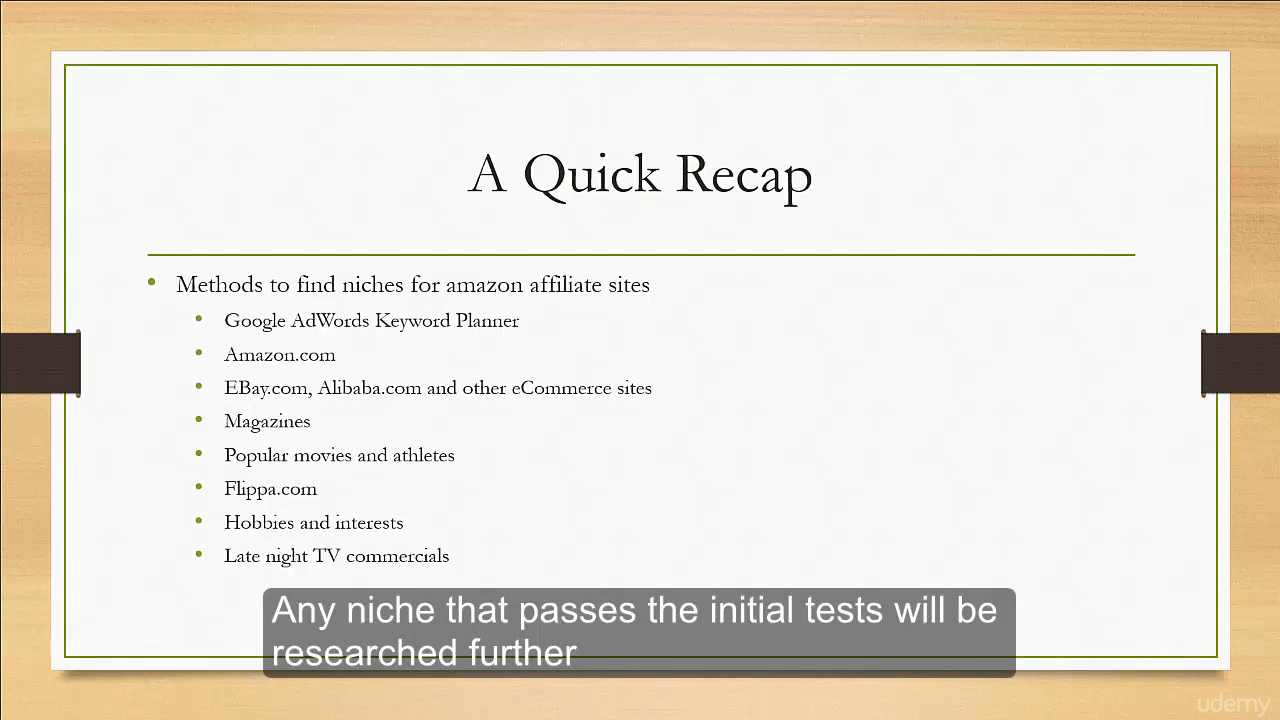 A Quick Recap
• Methods to find niches for amazon affiliate sites
• Google AdWords Keyword Planner
• Amazon.com
• EBay.com, Alibaba.com and other eCommerce sites
• Magazines
• Popular movies and athletes
• Flippa.com
• Hobbies and interests
• Late night TV commercials
Any niche that passes the initial tests will be
researched further
udemy